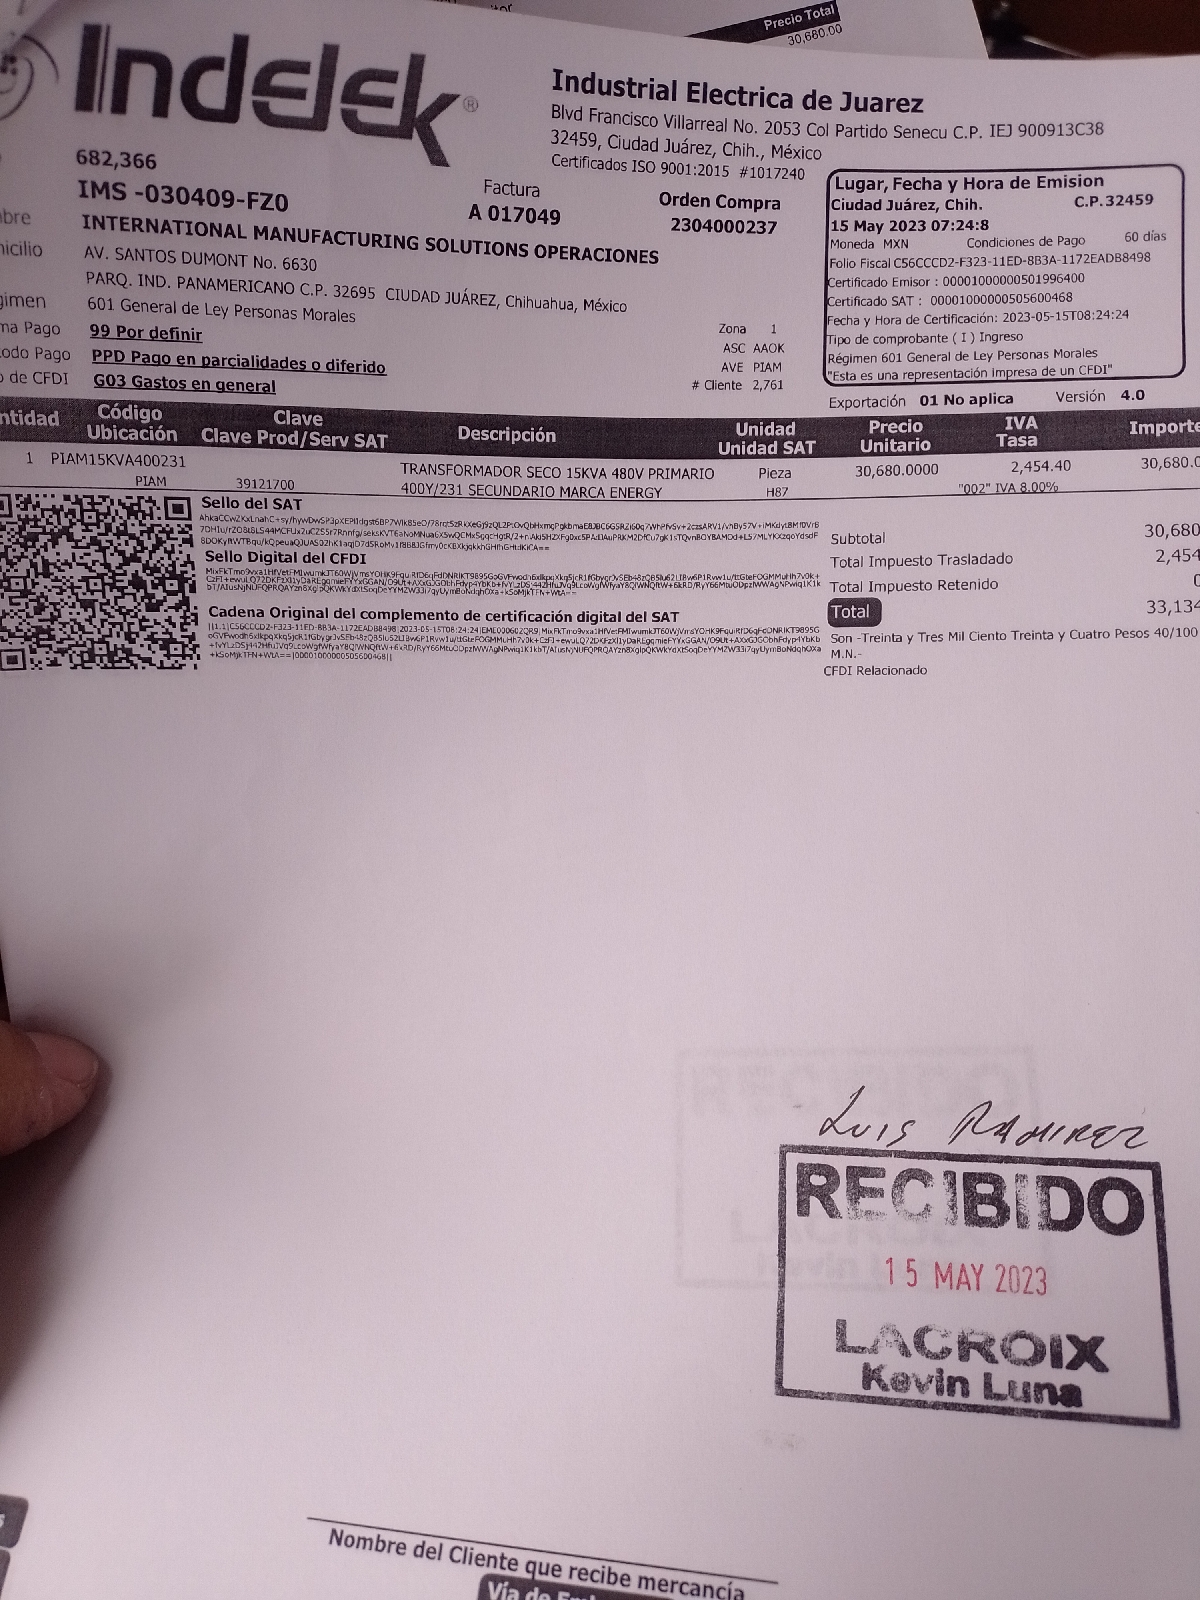 Precio Total
30,680.00
Indelek®
Industrial Electrica de Juarez
Blvd Francisco Villarreal No. 2053 Col Partido Senecu C.P. IEJ 900913C38
32459, Ciudad Juárez, Chih., México
Certificados ISO 9001:2015 #1017240
682,366
IMS -030409-FZ0
Factura
A 017049
Orden Compra
2304000237
INTERNATIONAL MANUFACTURING SOLUTIONS OPERACIONES
AV. SANTOS DUMONT No. 6630
PARQ. IND. PANAMERICANO C.P. 32695 CIUDAD JUÁREZ, Chihuahua, México
601 General de Ley Personas Morales
99 Por definir
PPD Pago en parcialidades o diferido
G03 Gastos en general
Zona 1
ASC AAOK
AVE PIAM
# Cliente 2,761
Lugar, Fecha y Hora de Emision
Ciudad Juárez, Chih. C.P.32459
15 May 2023 07:24:8
Moneda MXN Condiciones de Pago 60 días
Folio Fiscal C56CCCD2-F323-11ED-8B3A-1172EADB8498
Certificado Emisor : 00001000000501996400
Certificado SAT : 00001000000505600468
Fecha y Hora de Certificación: 2023-05-15T08:24:24
Tipo de comprobante ( I ) Ingreso
Régimen 601 General de Ley Personas Morales
"Esta es una representación impresa de un CFDI"
Exportación 01 No aplica Versión 4.0
ntidad Código Ubicación Clave Clave Prod/Serv SAT Descripción Unidad Unidad SAT Precio Unitario IVA Tasa Importe
1 PIAM15KVA400231 TRANSFORMADOR SECO 15KVA 480V PRIMARIO Pieza 30,680.0000 2,454.40 30,680.0
PIAM 39121700 400Y/231 SECUNDARIO MARCA ENERGY H87 "002" IVA 8.00%
Sello del SAT
Sello Digital del CFDI
Cadena Original del complemento de certificación digital del SAT
Subtotal 30,680
Total Impuesto Trasladado 2,454
Total Impuesto Retenido 0
Total 33,134
Son -Treinta y Tres Mil Ciento Treinta y Cuatro Pesos 40/100
M.N.-
CFDI Relacionado
Luis Ramirez
RECIBIDO
15 MAY 2023
LACROIX
Kevin Luna
Nombre del Cliente que recibe mercancía